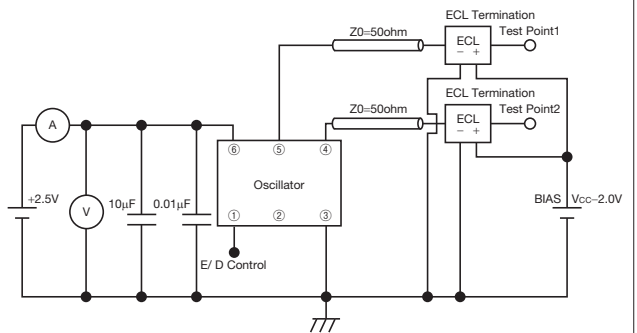 ECL Termination
Test Point1
Z0=50ohm
ECL
− +
ECL Termination
Test Point2
Z0=50ohm
ECL
− +
A
⑥ ⑤ ④
Oscillator
+2.5V
V
10μF
0.01μF
① ② ③
BIAS
Vcc−2.0V
E/ D Control